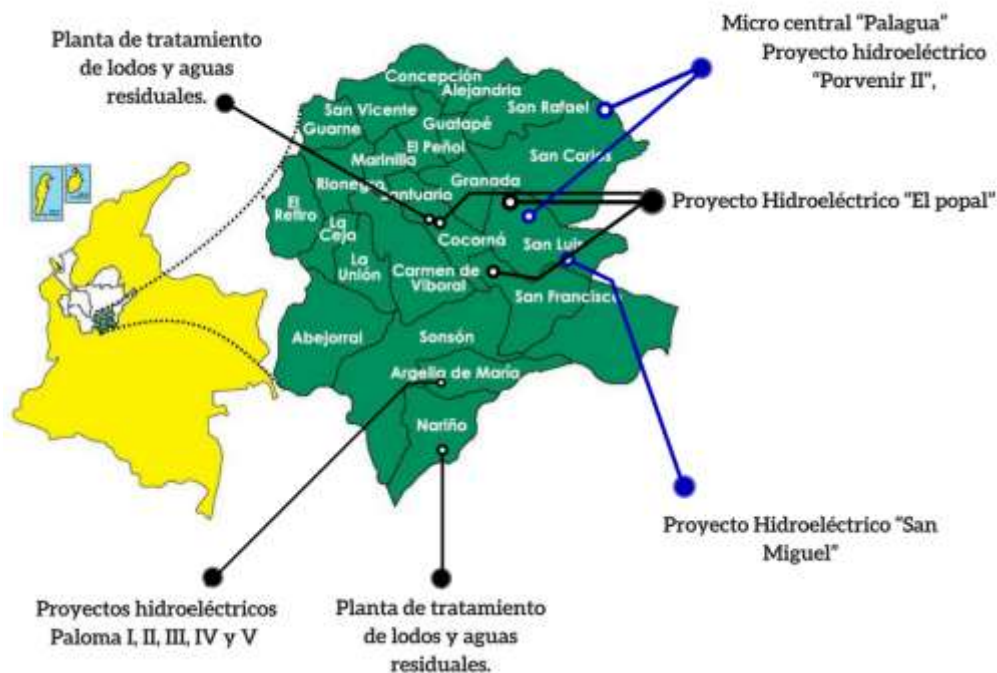 Planta de tratamiento
de lodos y aguas
residuales.
Micro central “Palagua”
Proyecto hidroeléctrico
“Porvenir II”,
Concepción
Alejandría
San Vicente
San Rafael
Guarne
Guatapé
El Peñol
San Carlos
Marinilla
Rionegro
Granada
Santuario
El
Retiro
La
Ceja
Cocorná
San Luis
La
Unión
Carmen de
Viboral
San Francisco
Abejorral
Sonsón
Argelia de María
Nariño
Proyecto Hidroeléctrico “El popal”
Proyecto Hidroeléctrico “San
Miguel”
Proyectos hidroeléctricos
Paloma I, II, III, IV y V
Planta de tratamiento
de lodos y aguas
residuales.